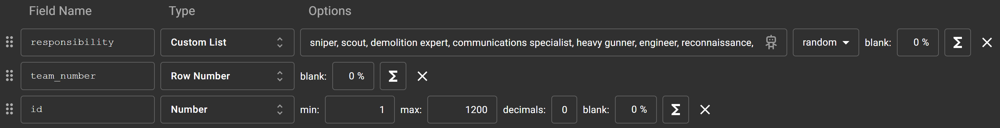 Field Name Type Options
responsibility Custom List sniper, scout, demolition expert, communications specialist, heavy gunner, engineer, reconnaissance, random blank: 0 % Σ
team_number Row Number blank: 0 % Σ
id Number min: 1 max: 1200 decimals: 0 blank: 0 % Σ